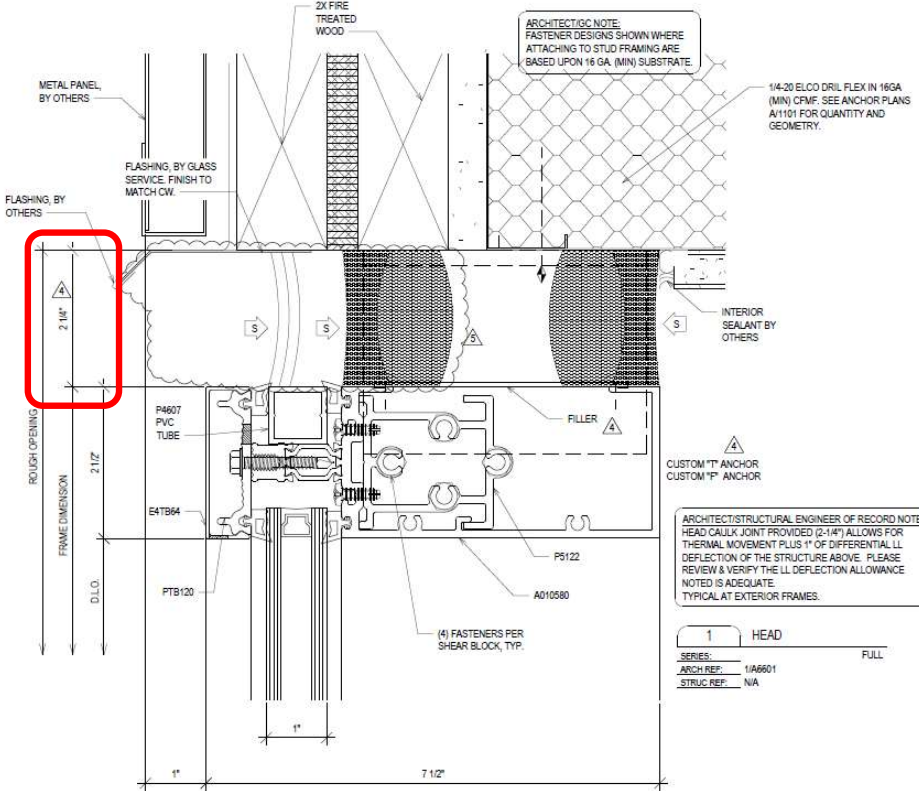 2X FIRE
TREATED
WOOD
ARCHITECT/GC NOTE:
FASTENER DESIGNS SHOWN WHERE
ATTACHING TO STUD FRAMING ARE
BASED UPON 16 GA. (MIN) SUBSTRATE.
METAL PANEL,
BY OTHERS
1/4-20 ELCO DRIL FLEX IN 16GA
(MIN) CFMF. SEE ANCHOR PLANS
A/1101 FOR QUANTITY AND
GEOMETRY.
FLASHING, BY GLASS
SERVICE. FINISH TO
MATCH CW.
FLASHING, BY
OTHERS
4
2 1/4"
S
S
S
5
INTERIOR
SEALANT BY
OTHERS
P4607
PVC
TUBE
FILLER
4
4
CUSTOM "T" ANCHOR
CUSTOM "F" ANCHOR
ROUGH OPENING
FRAME DIMENSION
2 1/2"
D.L.O.
E4TB64
PTB120
P5122
A010580
(4) FASTENERS PER
SHEAR BLOCK, TYP.
ARCHITECT/STRUCTURAL ENGINEER OF RECORD NOTE
HEAD CAULK JOINT PROVIDED (2-1/4") ALLOWS FOR
THERMAL MOVEMENT PLUS 1" OF DIFFERENTIAL LL
DEFLECTION OF THE STRUCTURE ABOVE. PLEASE
REVIEW & VERIFY THE LL DEFLECTION ALLOWANCE
NOTED IS ADEQUATE.
TYPICAL AT EXTERIOR FRAMES.
1 HEAD
SERIES: FULL
ARCH REF: 1/A6601
STRUC REF: N/A
1"
1"
7 1/2"